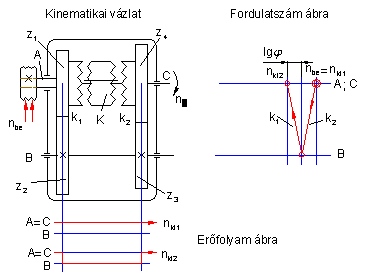 Kinematikai vázlat
Fordulatszám ábra
z1
z4
A
C
n
nbe
k1
K
k2
B
z2
z3
lgφ
nki2
nbe=nki1
A; C
k1
k2
B
A=C
nki1
B
A=C
nki2
B
Erőfolyam ábra